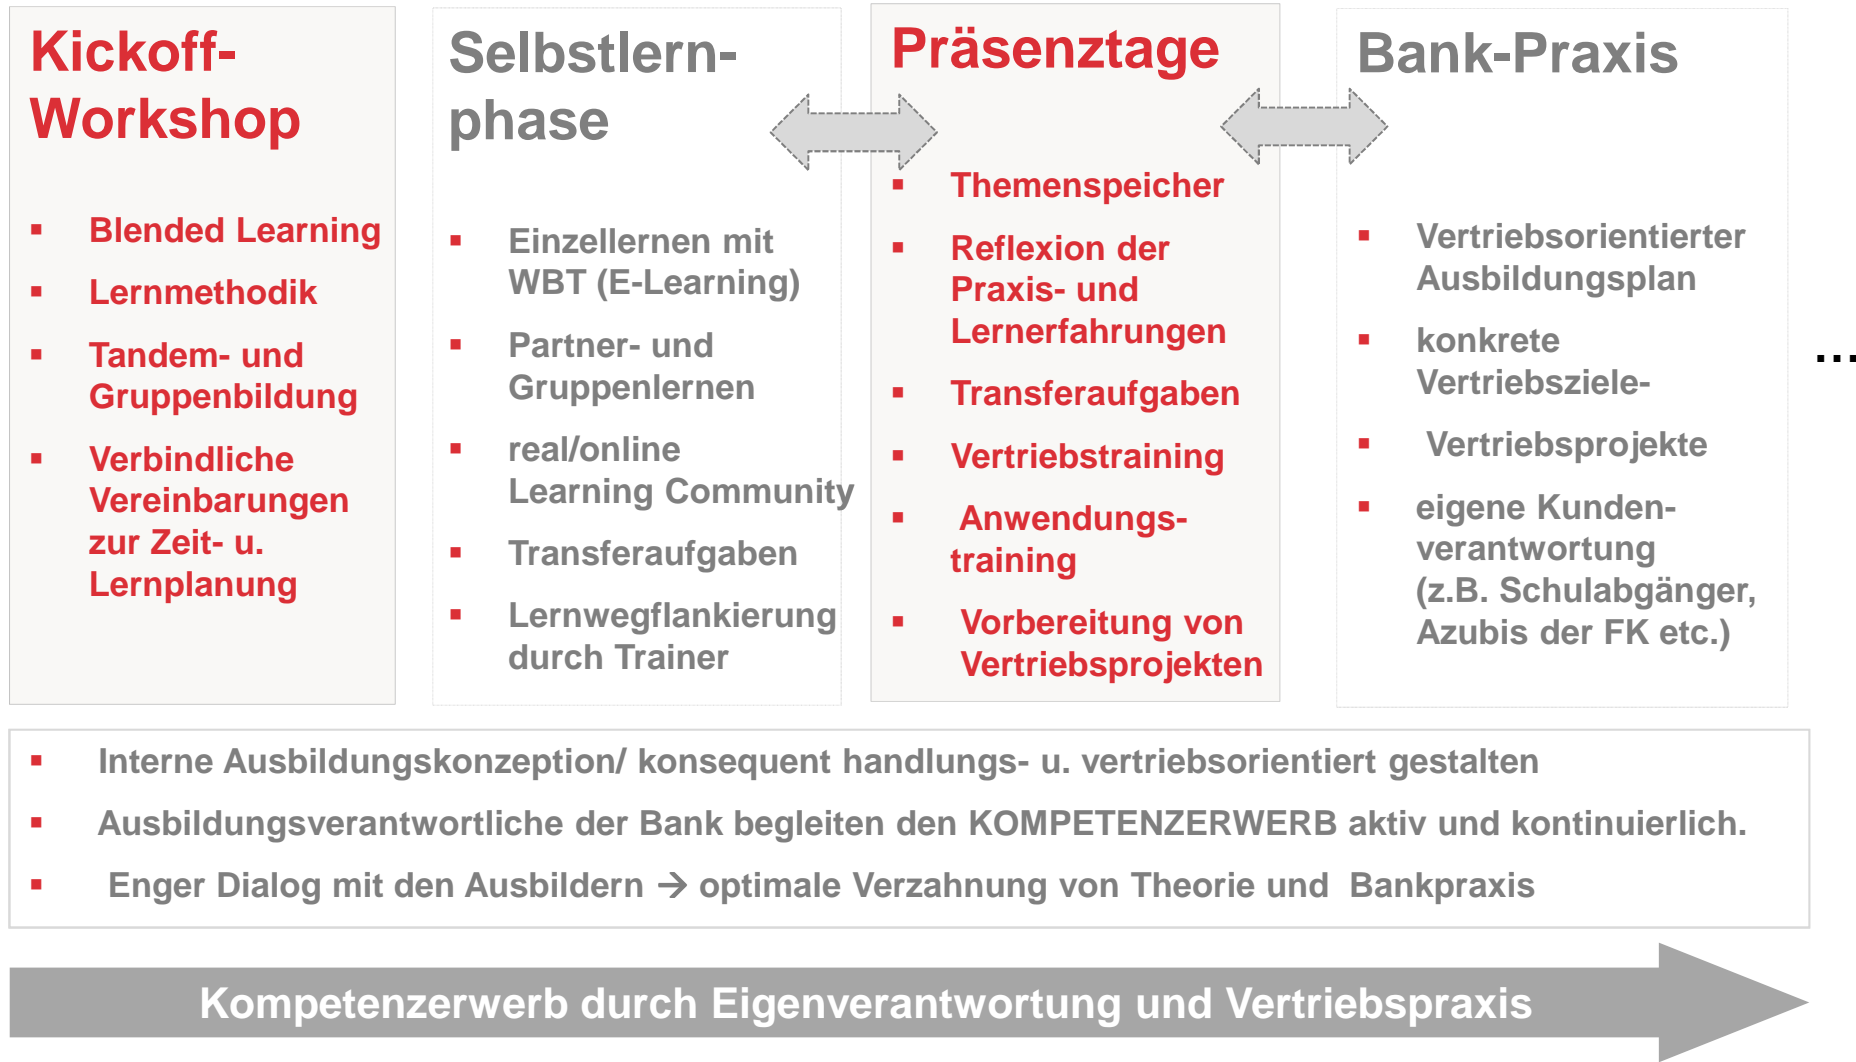 Kickoff-
Workshop
▪ Blended Learning
▪ Lernmethodik
▪ Tandem- und
Gruppenbildung
▪ Verbindliche
Vereinbarungen
zur Zeit- u.
Lernplanung
Selbstlern-
phase
▪ Einzellernen mit
WBT (E-Learning)
▪ Partner- und
Gruppenlernen
▪ real/online
Learning Community
▪ Transferaufgaben
▪ Lernwegflankierung
durch Trainer
Präsenztage
▪ Themenspeicher
▪ Reflexion der
Praxis- und
Lernerfahrungen
▪ Transferaufgaben
▪ Vertriebstraining
▪ Anwendungs-
training
▪ Vorbereitung von
Vertriebsprojekten
Bank-Praxis
▪ Vertriebsorientierter
Ausbildungsplan
▪ konkrete
Vertriebsziele-
▪ Vertriebsprojekte
▪ eigene Kunden-
verantwortung
(z.B. Schulabgänger,
Azubis der FK etc.)
...
▪ Interne Ausbildungskonzeption/ konsequent handlungs- u. vertriebsorientiert gestalten
▪ Ausbildungsverantwortliche der Bank begleiten den KOMPETENZERWERB aktiv und kontinuierlich.
▪ Enger Dialog mit den Ausbildern → optimale Verzahnung von Theorie und Bankpraxis
Kompetenzerwerb durch Eigenverantwortung und Vertriebspraxis